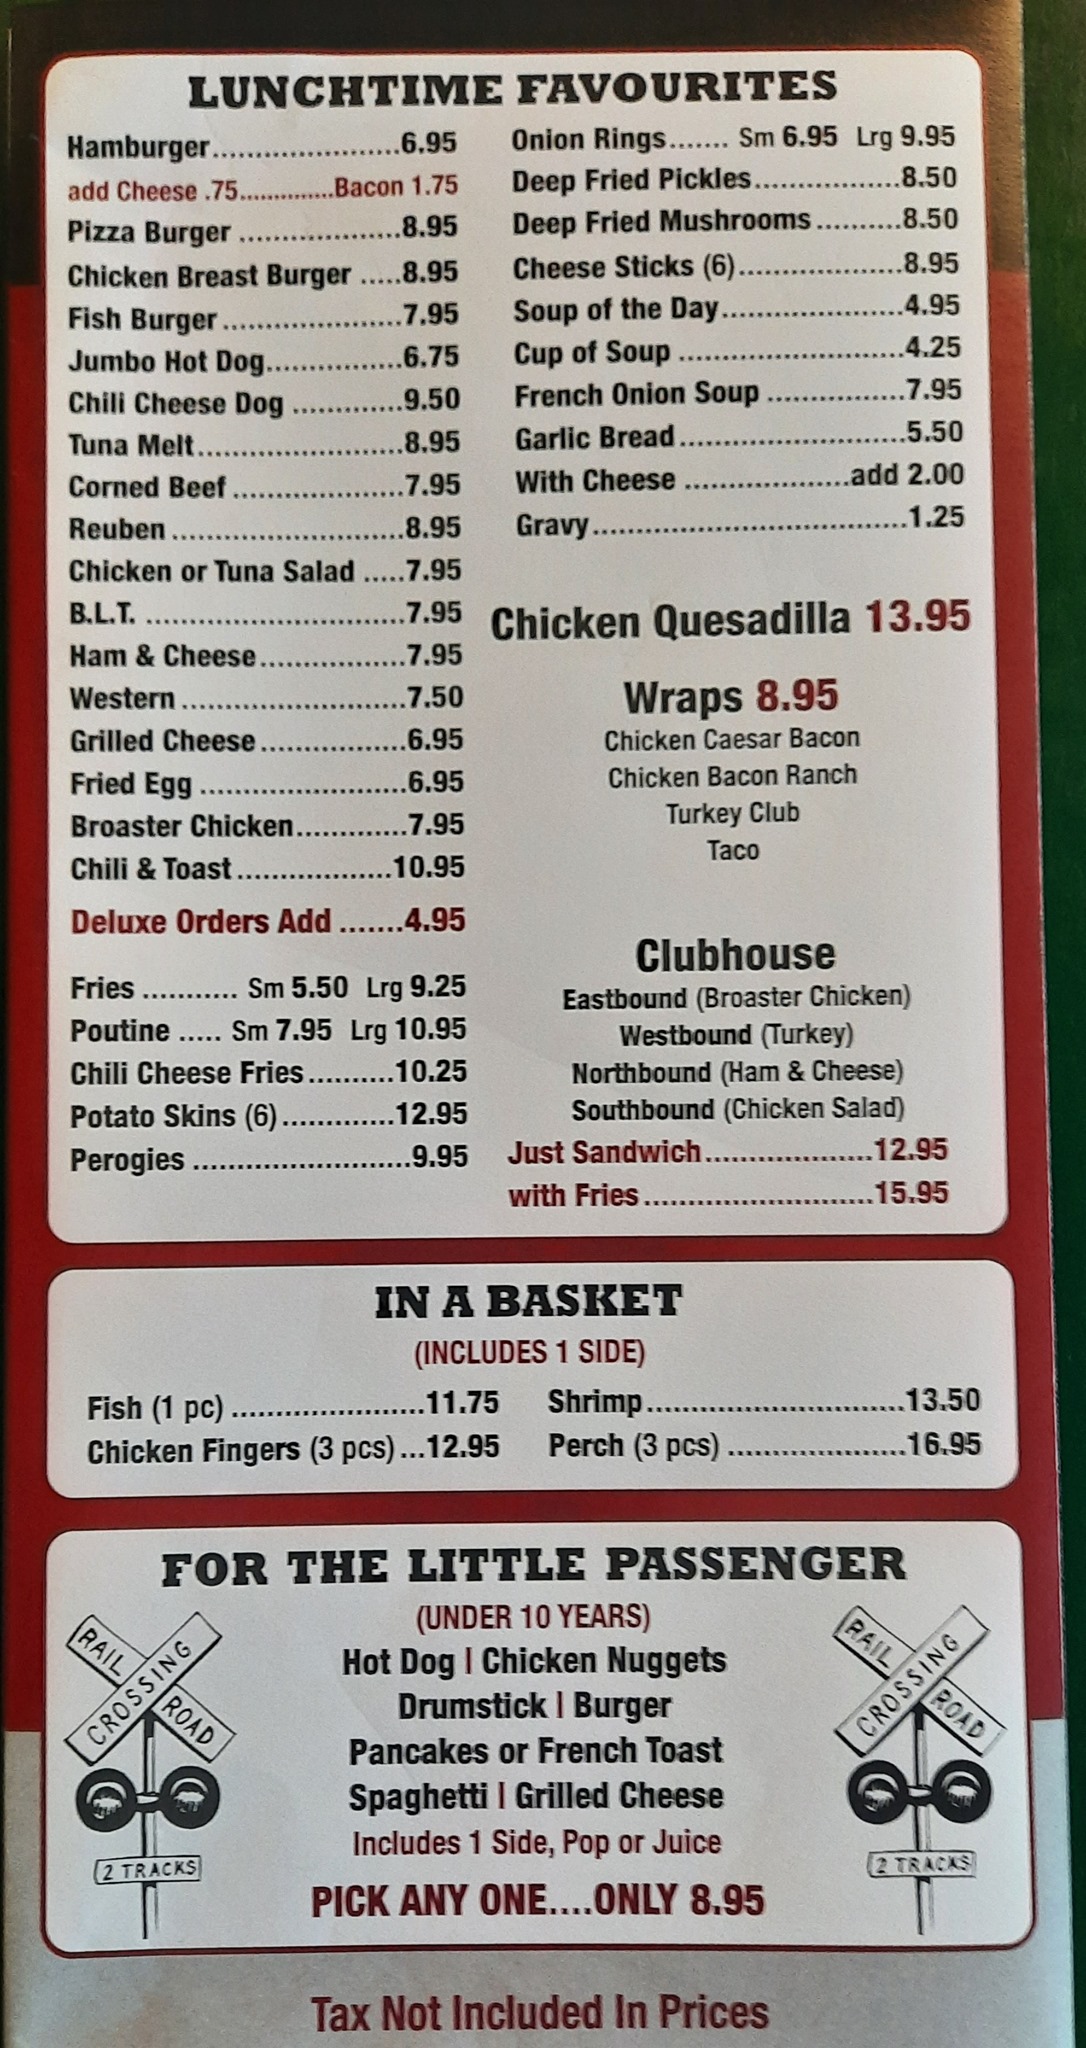 LUNCHTIME FAVOURITES
Hamburger......................6.95
add Cheese .75.............Bacon 1.75
Pizza Burger ...................8.95
Chicken Breast Burger .....8.95
Fish Burger.....................7.95
Jumbo Hot Dog................6.75
Chili Cheese Dog .............9.50
Tuna Melt........................8.95
Corned Beef ....................7.95
Reuben ...........................8.95
Chicken or Tuna Salad .....7.95
B.L.T. ..............................7.95
Ham & Cheese.................7.95
Western ..........................7.50
Grilled Cheese.................6.95
Fried Egg ........................6.95
Broaster Chicken.............7.95
Chili & Toast..................10.95
Deluxe Orders Add .......4.95
Fries ........... Sm 5.50 Lrg 9.25
Poutine ..... Sm 7.95 Lrg 10.95
Chili Cheese Fries..........10.25
Potato Skins (6).............12.95
Perogies .........................9.95
Onion Rings....... Sm 6.95 Lrg 9.95
Deep Fried Pickles.................8.50
Deep Fried Mushrooms..........8.50
Cheese Sticks (6)...................8.95
Soup of the Day.....................4.95
Cup of Soup ..........................4.25
French Onion Soup ................7.95
Garlic Bread..........................5.50
With Cheese ...................add 2.00
Gravy....................................1.25
Chicken Quesadilla 13.95
Wraps 8.95
Chicken Caesar Bacon
Chicken Bacon Ranch
Turkey Club
Taco
Clubhouse
Eastbound (Broaster Chicken)
Westbound (Turkey)
Northbound (Ham & Cheese)
Southbound (Chicken Salad)
Just Sandwich...................12.95
with Fries..........................15.95
IN A BASKET
(INCLUDES 1 SIDE)
Fish (1 pc) ......................11.75
Chicken Fingers (3 pcs)...12.95
Shrimp.............................13.50
Perch (3 pcs) ....................16.95
FOR THE LITTLE PASSENGER
(UNDER 10 YEARS)
Hot Dog | Chicken Nuggets
Drumstick | Burger
Pancakes or French Toast
Spaghetti | Grilled Cheese
Includes 1 Side, Pop or Juice
PICK ANY ONE....ONLY 8.95
RAIL ROAD
CROSSING
2 TRACKS
RAIL ROAD
CROSSING
2 TRACKS
Tax Not Included In Prices